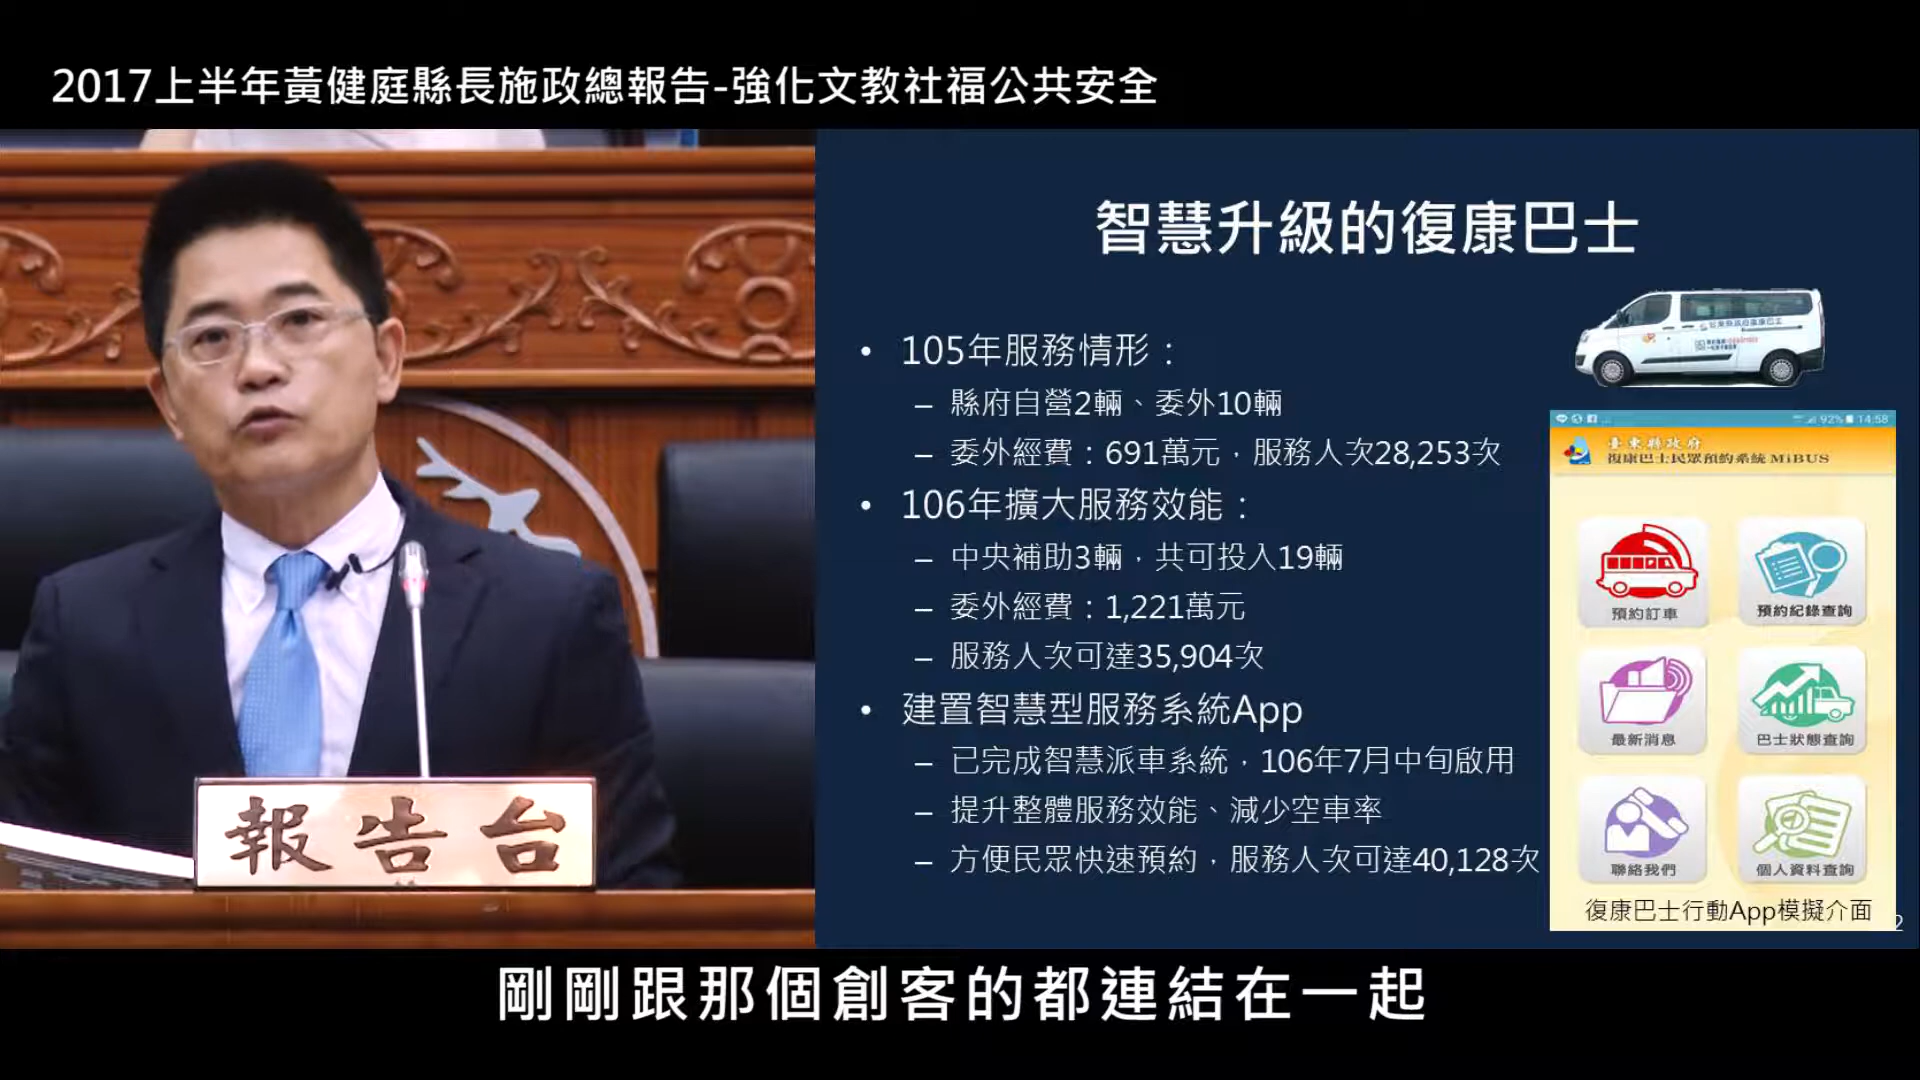 2017上半年黃健庭縣長施政總報告-強化文教社福公共安全
報告台
智慧升級的復康巴士
• 105年服務情形：
– 縣府自營2輛、委外10輛
– 委外經費：691萬元，服務人次28,253次
• 106年擴大服務效能：
– 中央補助3輛，共可投入19輛
– 委外經費：1,221萬元
– 服務人次可達35,904次
• 建置智慧型服務系統App
– 已完成智慧派車系統，106年7月中旬啟用
– 提升整體服務效能、減少空車率
– 方便民眾快速預約，服務人次可達40,128次
92% 14:58
臺東縣政府
復康巴士民眾預約系統 MiBUS
預約訂車
預約紀錄查詢
最新消息
巴士狀態查詢
聯絡我們
個人資料查詢
復康巴士行動App模擬介面
2
剛剛跟那個創客的都連結在一起